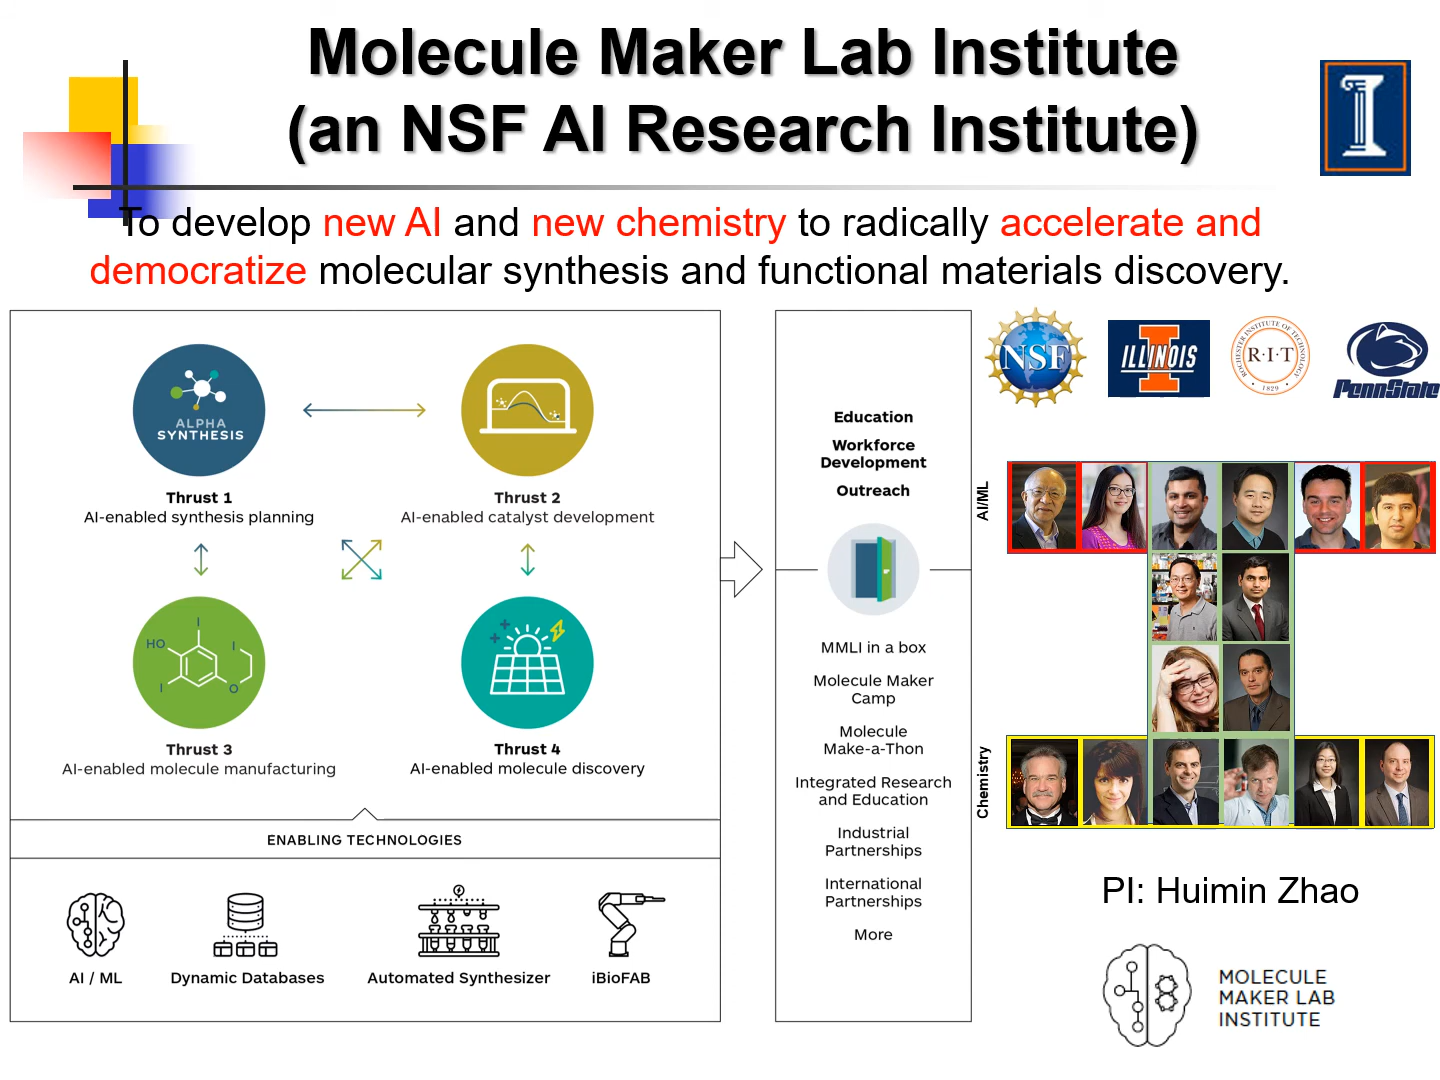 Molecule Maker Lab Institute
(an NSF AI Research Institute)
To develop new AI and new chemistry to radically accelerate and
democratize molecular synthesis and functional materials discovery.
ALPHA
SYNTHESIS
Thrust 1
AI-enabled synthesis planning
Thrust 2
AI-enabled catalyst development
HO
I
I
I
O
Thrust 3
AI-enabled molecule manufacturing
Thrust 4
AI-enabled molecule discovery
ENABLING TECHNOLOGIES
AI / ML
Dynamic Databases
Automated Synthesizer
iBioFAB
Education
Workforce
Development
Outreach
MMLI in a box
Molecule Maker
Camp
Molecule
Make-a-Thon
Integrated Research
and Education
Industrial
Partnerships
International
Partnerships
More
NSF
ILLINOIS
ROCHESTER INSTITUTE OF TECHNOLOGY
R·I·T
1829
PennState
AI/ML
Chemistry
PI: Huimin Zhao
MOLECULE
MAKER LAB
INSTITUTE